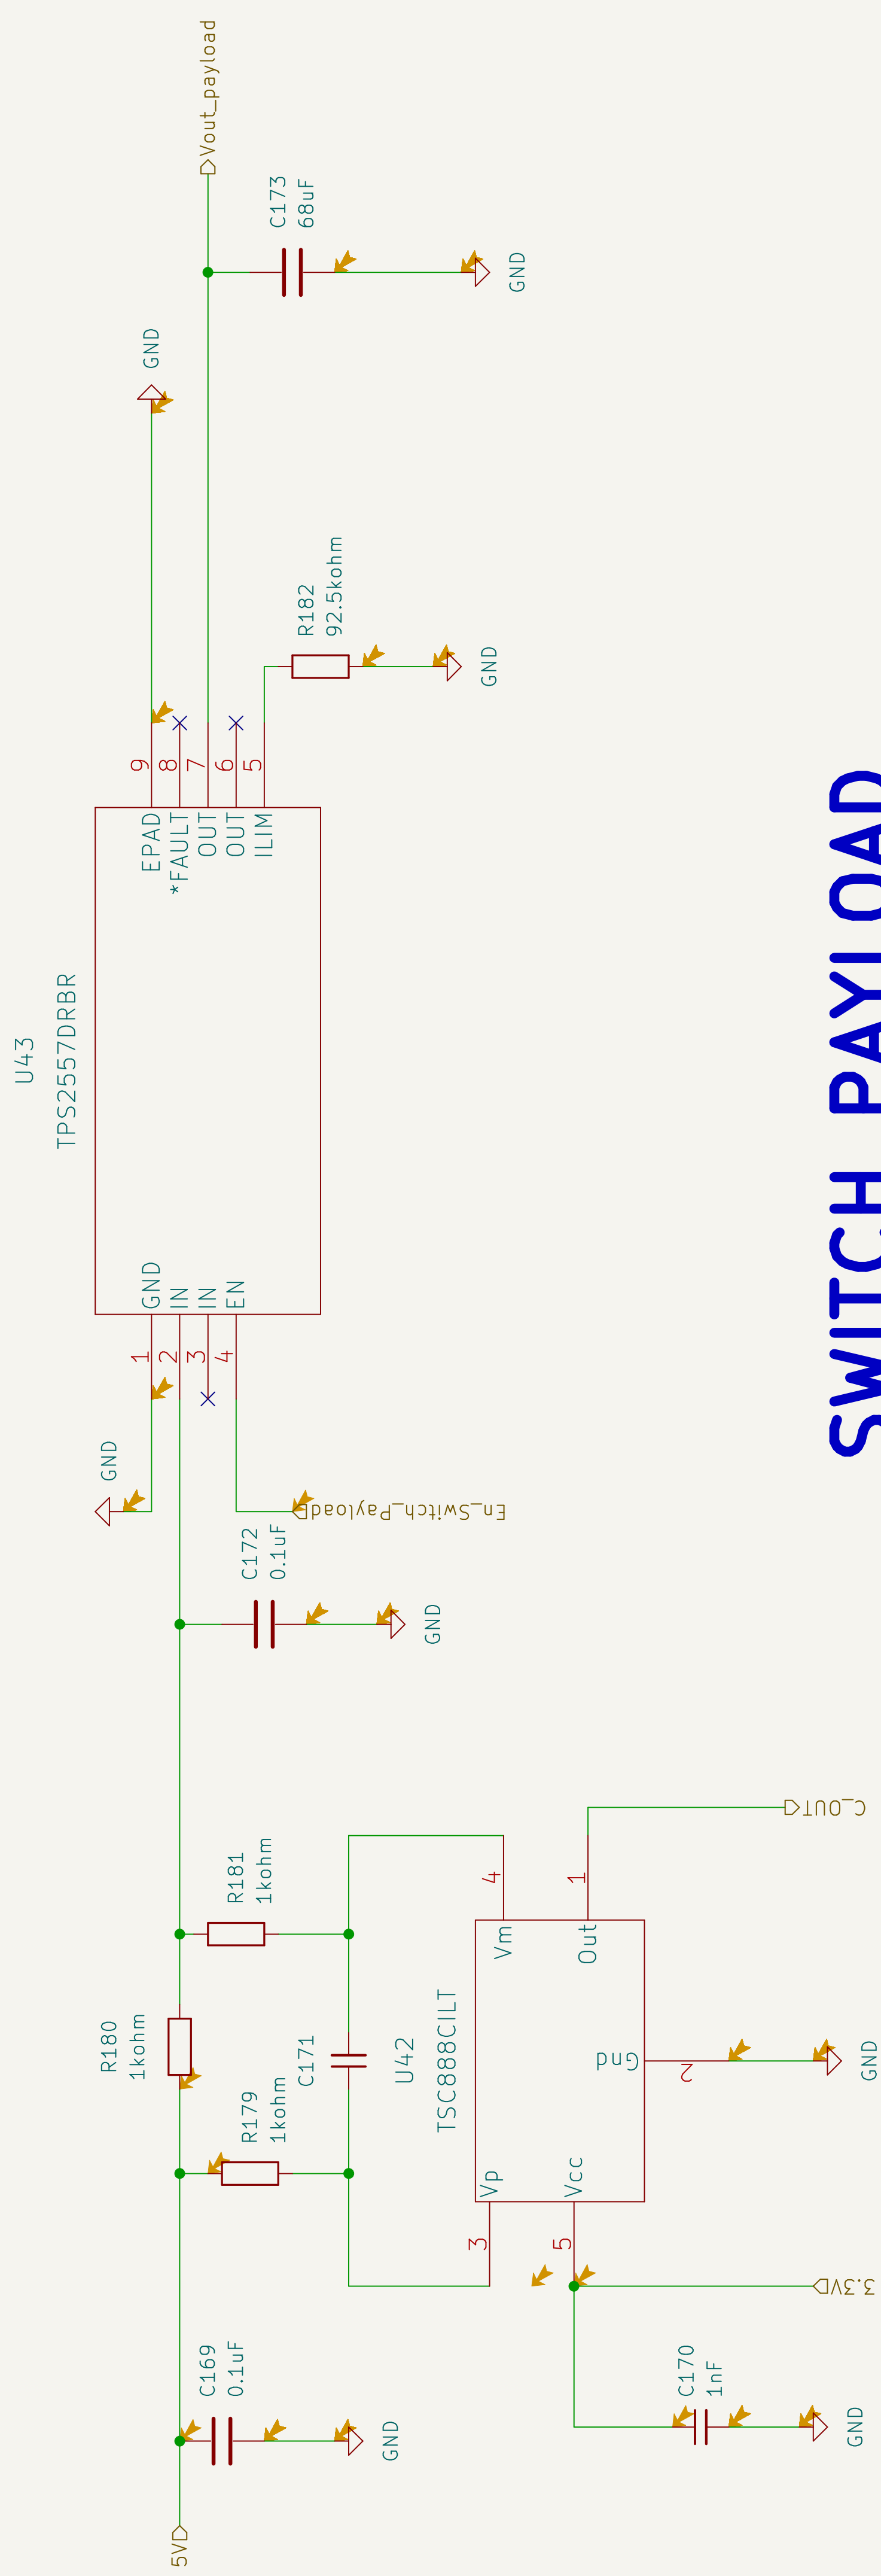 Vout_payload
C173
68uF
GND
GND
R182
92.5kohm
GND
9
8
7
6
5
EPAD
*FAULT
OUT
OUT
ILIM
U43
TPS2557DRBR
GND
IN
IN
EN
1
2
3
4
GND
En_Switch_Payload
C172
0.1uF
GND
SWITCH PAYLOAD
C_OUT
R181
1kohm
4
1
Vm
Out
R180
1kohm
C171
U42
TSC888CILT
Gnd
2
GND
R179
1kohm
Vp
Vcc
3
5
3.3V
C169
0.1uF
GND
C170
1nF
GND
5V